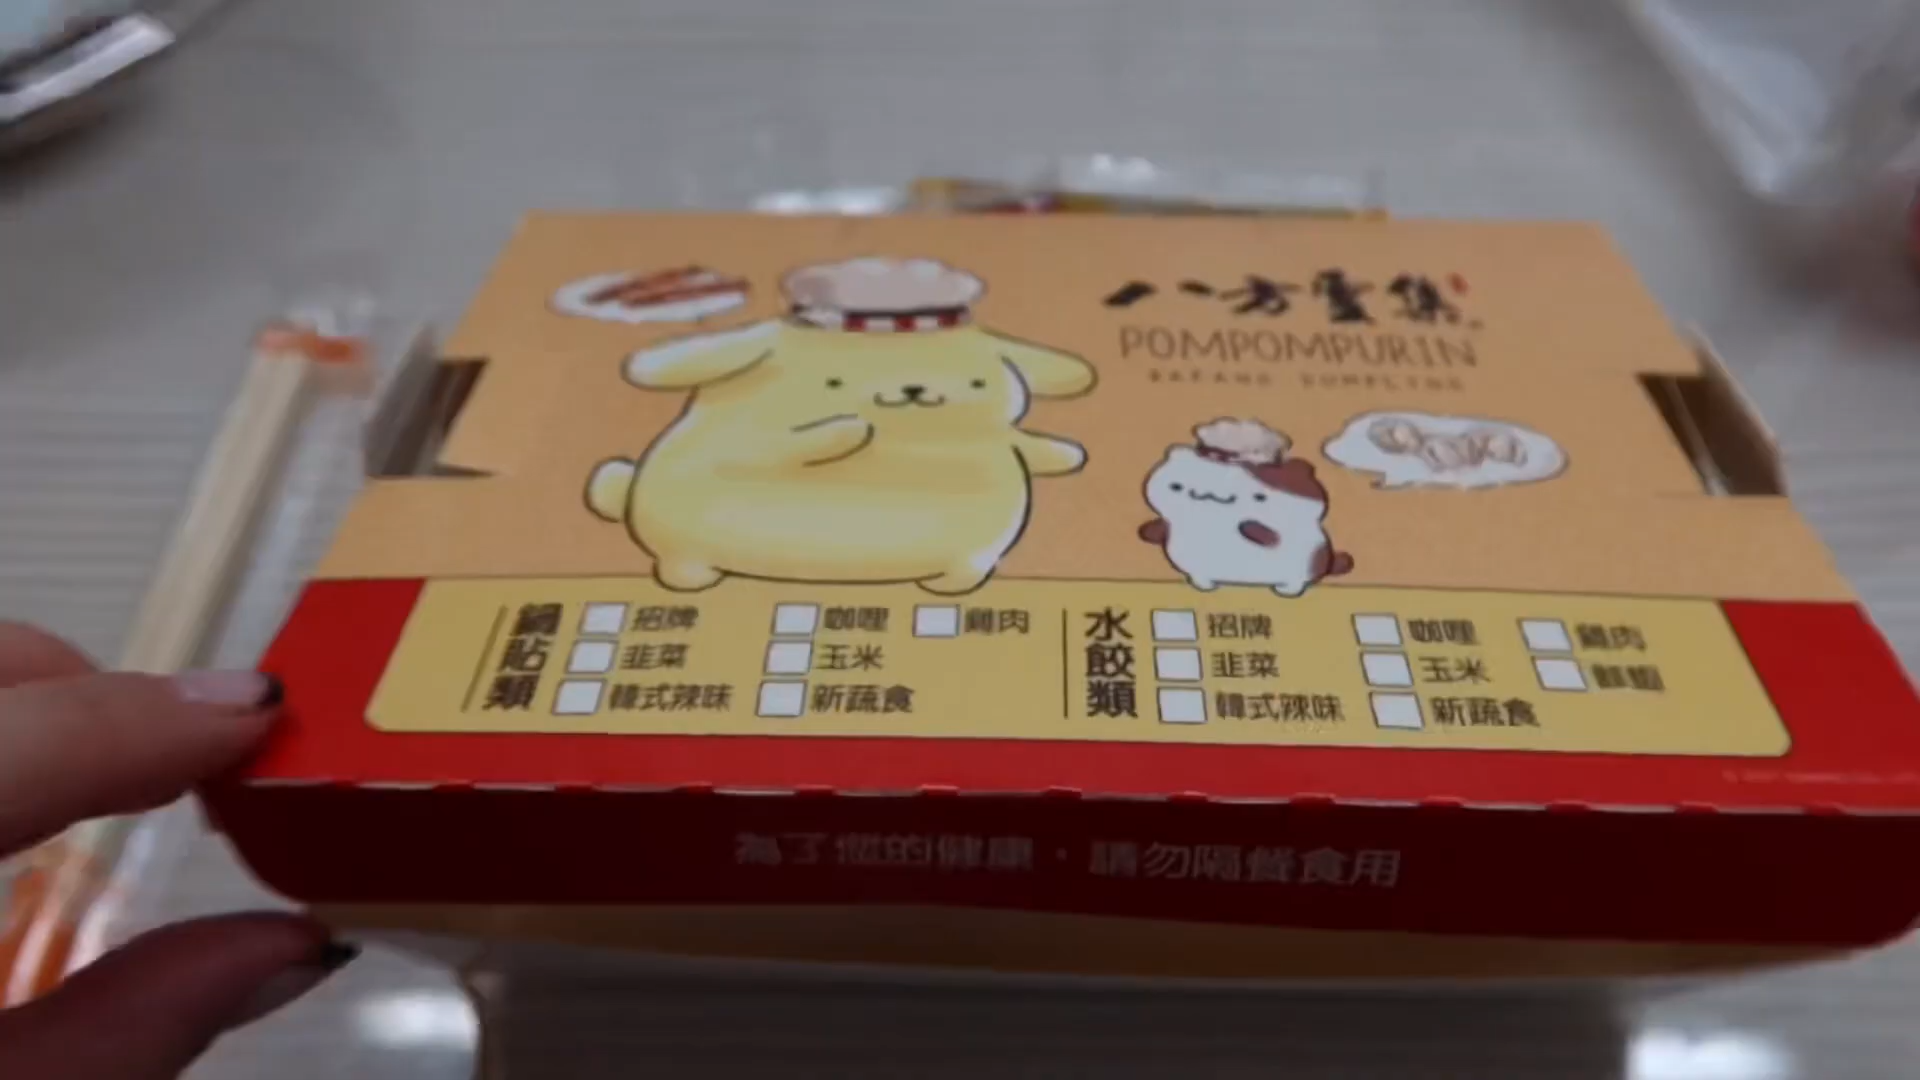 八方雲集
POMPOMPURIN
BAFANG DUMPLING
鍋貼類
招牌 咖哩 雞肉
韭菜 玉米
韓式辣味 新蔬食
水餃類
招牌 咖哩 雞肉
韭菜 玉米 鮮蝦
韓式辣味 新蔬食
為了您的健康，請勿隔餐食用